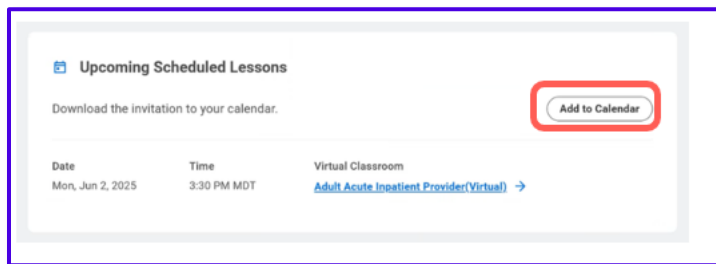 Upcoming Scheduled Lessons
Download the invitation to your calendar.
Add to Calendar
Date Time Virtual Classroom
Mon, Jun 2, 2025 3:30 PM MDT Adult Acute Inpatient Provider(Virtual) →